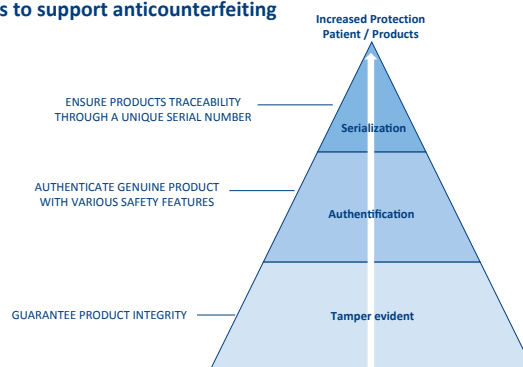 s to support anticounterfeiting
Increased Protection
Patient / Products
ENSURE PRODUCTS TRACEABILITY
THROUGH A UNIQUE SERIAL NUMBER
Serialization
AUTHENTICATE GENUINE PRODUCT
WITH VARIOUS SAFETY FEATURES
Authentification
GUARANTEE PRODUCT INTEGRITY
Tamper evident